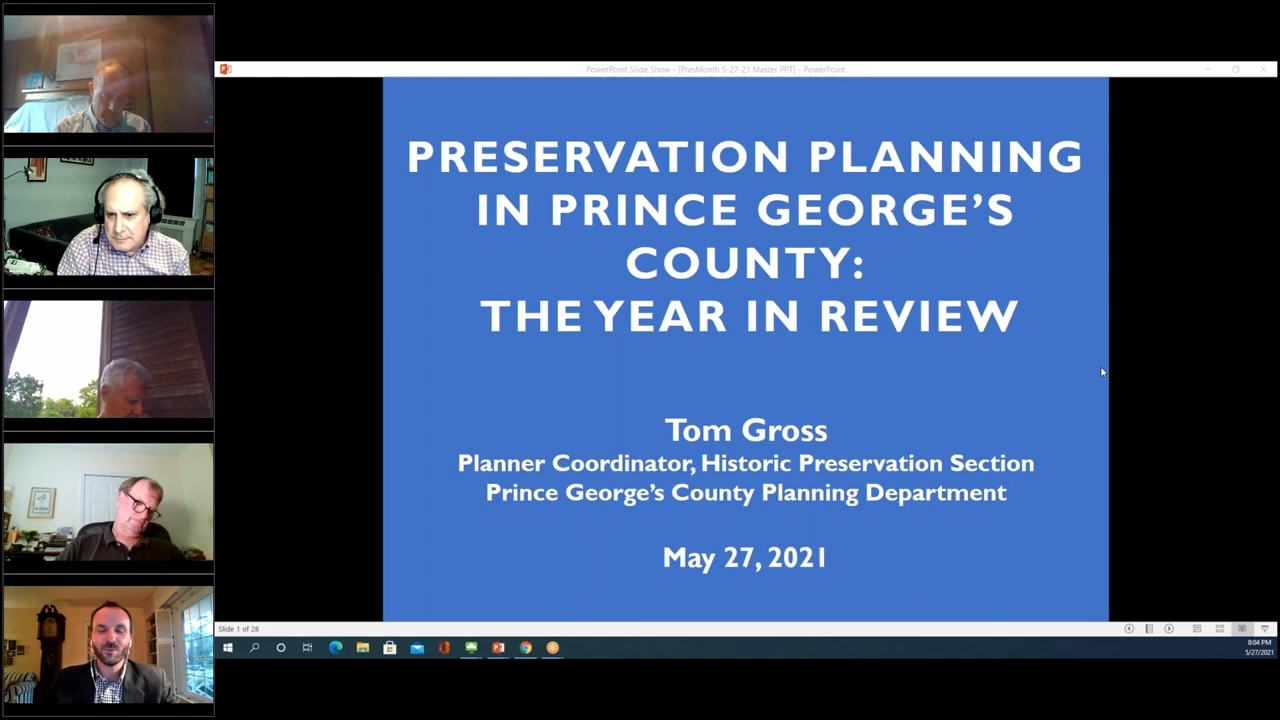 PowerPoint Slide Show - [PresMonth 5-27-21 Master PPT] - PowerPoint
PRESERVATION PLANNING
IN PRINCE GEORGE’S
COUNTY:
THE YEAR IN REVIEW
Tom Gross
Planner Coordinator, Historic Preservation Section
Prince George’s County Planning Department
May 27, 2021
Slide 1 of 28
8:04 PM
5/27/2021